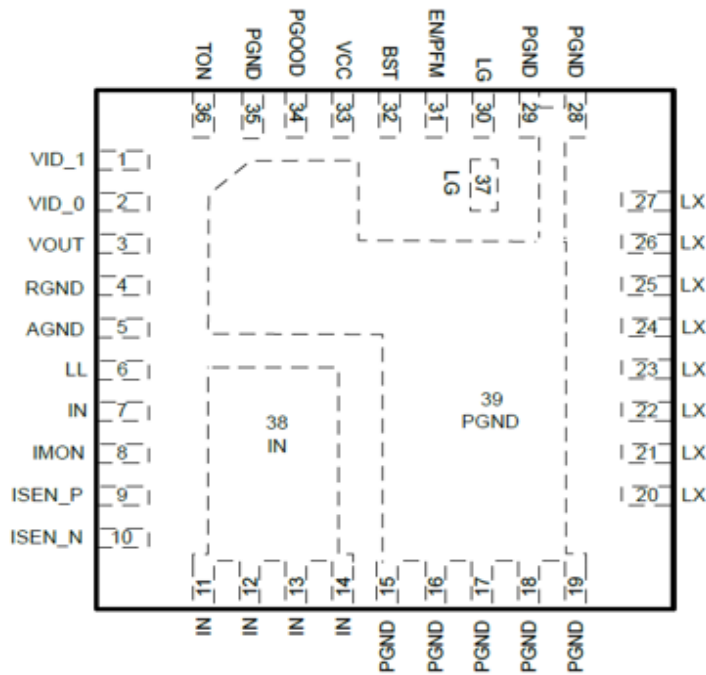 TON PGND PGOOD VCC BST EN/PFM LG PGND PGND
36 35 34 33 32 31 30 29 28
VID_1 1
VID_0 2
VOUT 3
RGND 4
AGND 5
LL 6
IN 7
IMON 8
ISEN_P 9
ISEN_N 10
LG 37
27 LX
26 LX
25 LX
24 LX
23 LX
22 LX
21 LX
20 LX
38
IN
39
PGND
11 12 13 14 15 16 17 18 19
IN IN IN IN PGND PGND PGND PGND PGND